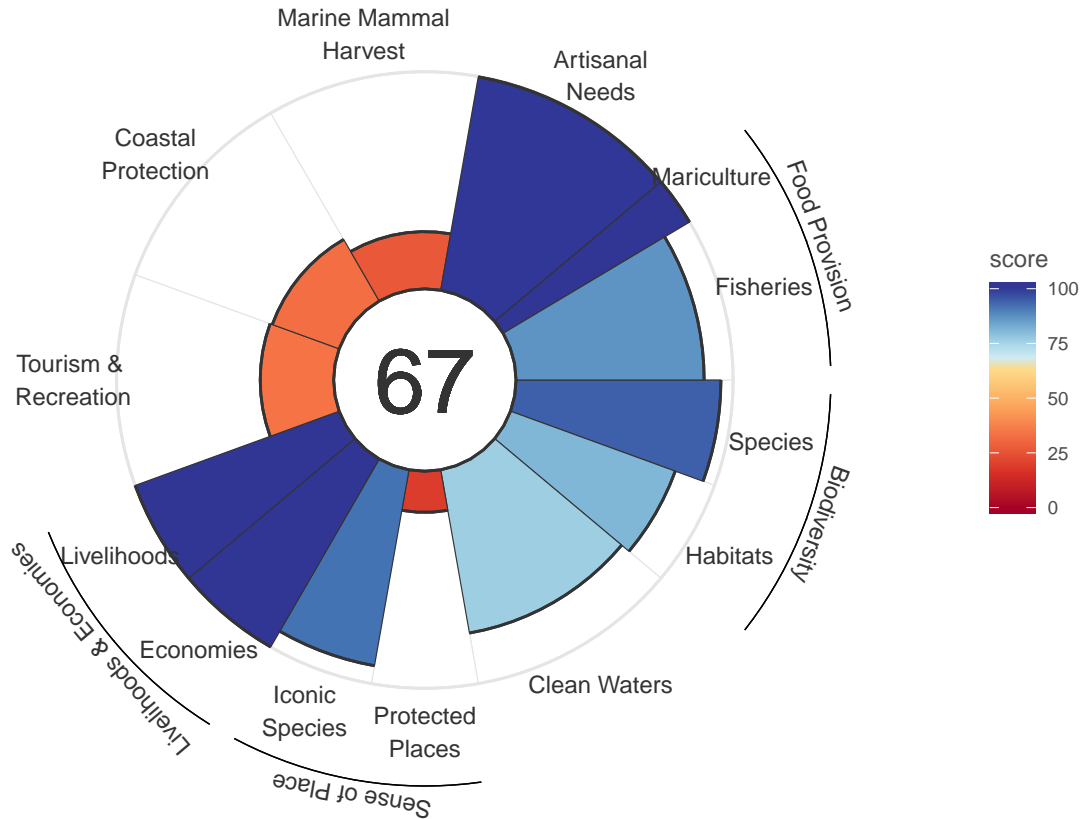 Marine Mammal
Harvest
Artisanal
Needs
Coastal
Protection
Mariculture
Food Provision
Fisheries
score
100
75
50
25
0
67
Tourism &
Recreation
Species
Biodiversity
Habitats
Livelihoods
Livelihoods & Economies
Economies
Iconic
Species
Protected
Places
Clean Waters
Sense of Place